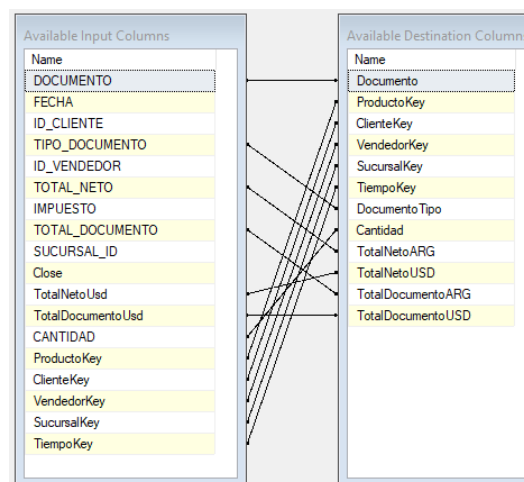 Available Input Columns
Name
DOCUMENTO
FECHA
ID_CLIENTE
TIPO_DOCUMENTO
ID_VENDEDOR
TOTAL_NETO
IMPUESTO
TOTAL_DOCUMENTO
SUCURSAL_ID
Close
TotalNetoUsd
TotalDocumentoUsd
CANTIDAD
ProductoKey
ClienteKey
VendedorKey
SucursalKey
TiempoKey
Available Destination Column
Name
Documento
ProductoKey
ClienteKey
VendedorKey
SucursalKey
TiempoKey
DocumentoTipo
Cantidad
TotalNetoARG
TotalNetoUSD
TotalDocumentoARG
TotalDocumentoUSD